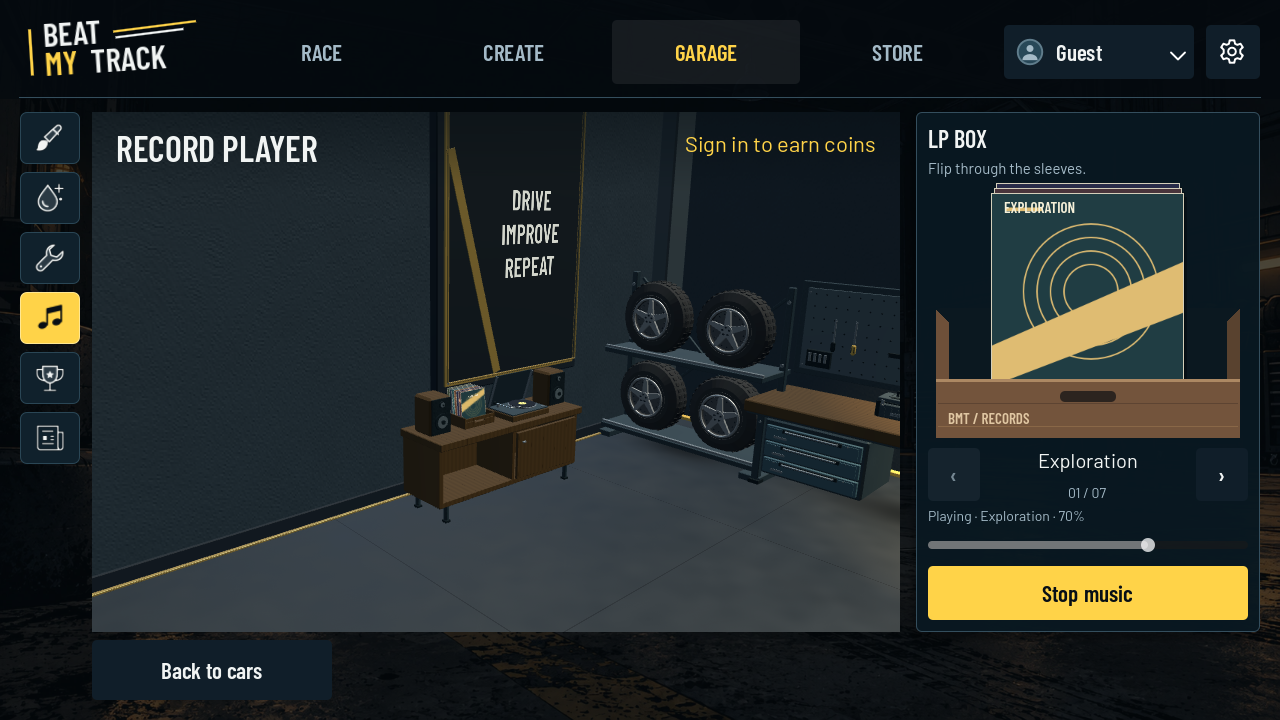 BEAT
MY TRACK
RACE
CREATE
GARAGE
STORE
Guest
RECORD PLAYER
Sign in to earn coins
DRIVE
IMPROVE
REPEAT
LP BOX
Flip through the sleeves.
EXPLORATION
BMT / RECORDS
‹
Exploration
›
01 / 07
Playing · Exploration · 70%
Stop music
Back to cars